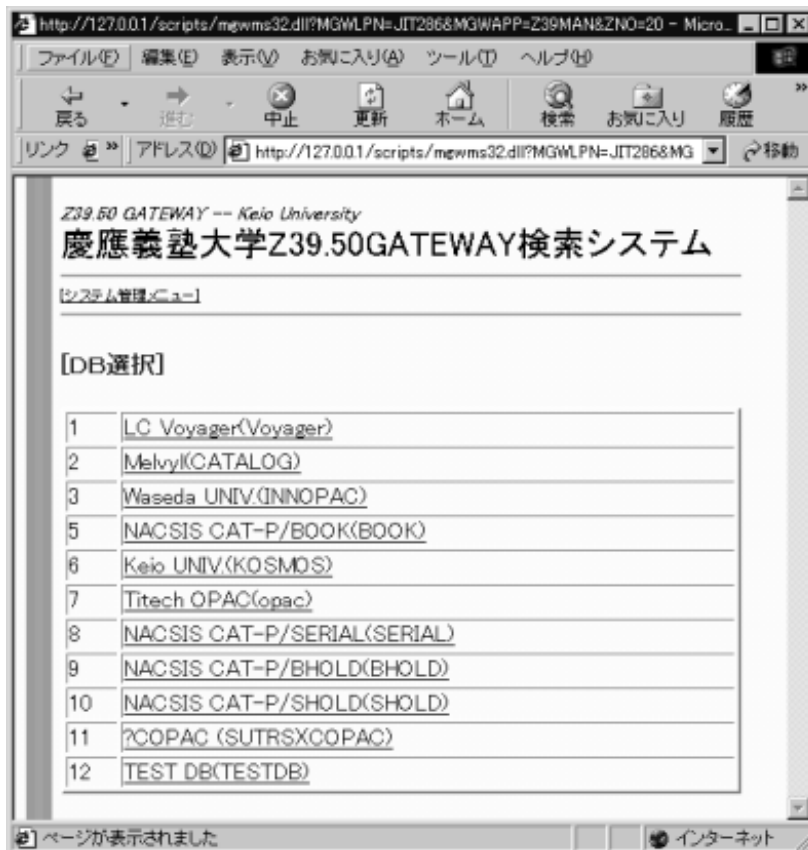 http://127.0.0.1/scripts/mgwms32.dll?MGWLPN=JIT286&MGWAPP=Z39MAN&ZNO=20 - Micro...
ファイル(F) 編集(E) 表示(V) お気に入り(A) ツール(T) ヘルプ(H)
戻る 進む 中止 更新 ホーム 検索 お気に入り 履歴 »
リンク » アドレス(D) http://127.0.0.1/scripts/mgwms32.dll?MGWLPN=JIT286&MG 移動
Z39.50 GATEWAY -- Keio University
慶應義塾大学Z39.50GATEWAY検索システム
[システム管理メニュー]
[DB選択]
1 LC Voyager(Voyager)
2 Melvyl(CATALOG)
3 Waseda UNIV.(INNOPAC)
5 NACSIS CAT-P/BOOK(BOOK)
6 Keio UNIV.(KOSMOS)
7 Titech OPAC(opac)
8 NACSIS CAT-P/SERIAL(SERIAL)
9 NACSIS CAT-P/BHOLD(BHOLD)
10 NACSIS CAT-P/SHOLD(SHOLD)
11 ?COPAC (SUTRSXCOPAC)
12 TEST DB(TESTDB)
ページが表示されました インターネット